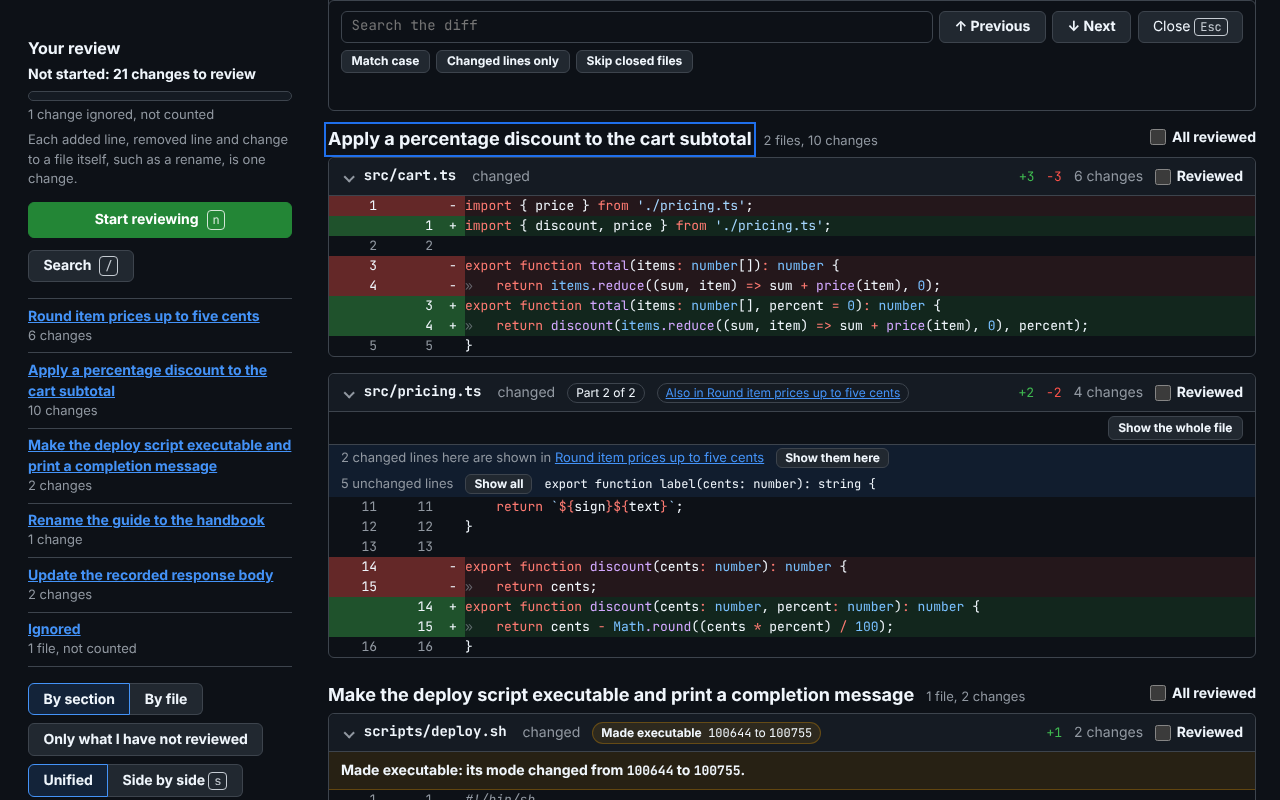 Your review
Not started: 21 changes to review
1 change ignored, not counted
Each added line, removed line and change
to a file itself, such as a rename, is one
change.
Start reviewing n
Search /
Round item prices up to five cents
6 changes
Apply a percentage discount to the
cart subtotal
10 changes
Make the deploy script executable and
print a completion message
2 changes
Rename the guide to the handbook
1 change
Update the recorded response body
2 changes
Ignored
1 file, not counted
By section By file
Only what I have not reviewed
Unified Side by side s
Search the diff ↑ Previous ↓ Next Close Esc
Match case Changed lines only Skip closed files
Apply a percentage discount to the cart subtotal 2 files, 10 changes All reviewed
src/cart.ts changed +3 -3 6 changes Reviewed
1 - import { price } from './pricing.ts';
1 + import { discount, price } from './pricing.ts';
2 2
3 - export function total(items: number[]): number {
4 - » return items.reduce((sum, item) => sum + price(item), 0);
3 + export function total(items: number[], percent = 0): number {
4 + » return discount(items.reduce((sum, item) => sum + price(item), 0), percent);
5 5 }
src/pricing.ts changed Part 2 of 2 Also in Round item prices up to five cents +2 -2 4 changes Reviewed
Show the whole file
2 changed lines here are shown in Round item prices up to five cents Show them here
5 unchanged lines Show all export function label(cents: number): string {
11 11 return `${sign}${text}`;
12 12 }
13 13
14 - export function discount(cents: number): number {
15 - » return cents;
14 + export function discount(cents: number, percent: number): number {
15 + » return cents - Math.round((cents * percent) / 100);
16 16 }
Make the deploy script executable and print a completion message 1 file, 2 changes All reviewed
scripts/deploy.sh changed Made executable 100644 to 100755 +1 2 changes Reviewed
Made executable: its mode changed from 100644 to 100755.
1 1 #!/bin/sh